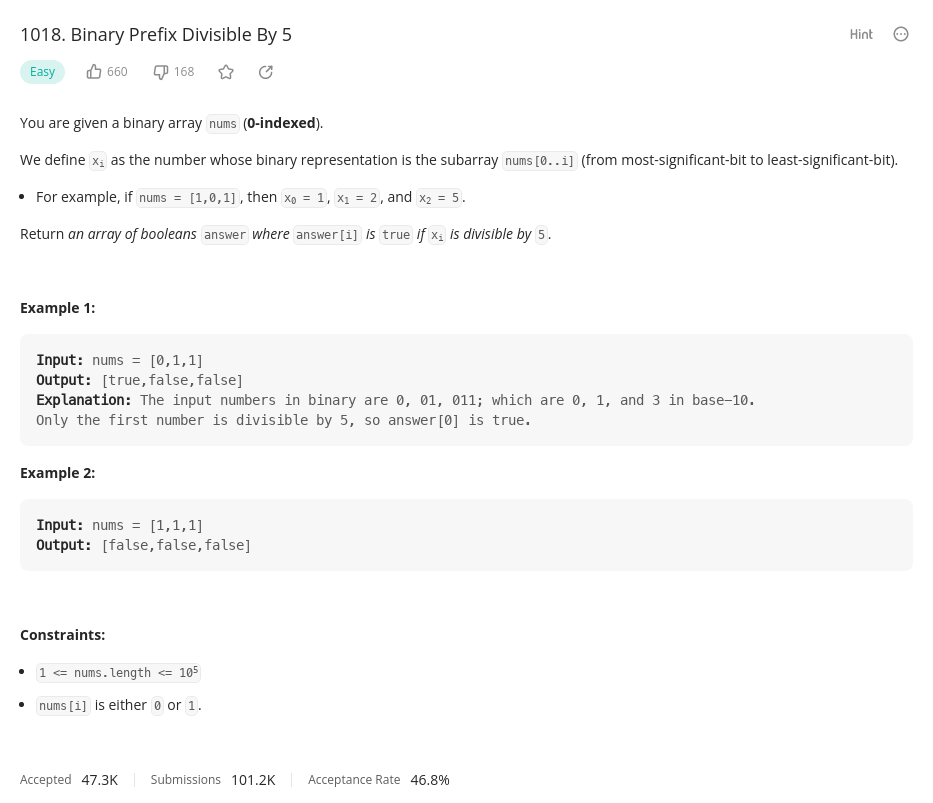 1018. Binary Prefix Divisible By 5
Hint
Easy 660 168
You are given a binary array nums (0-indexed).
We define xᵢ as the number whose binary representation is the subarray nums[0..i] (from most-significant-bit to least-significant-bit).
• For example, if nums = [1,0,1], then x₀ = 1, x₁ = 2, and x₂ = 5.
Return an array of booleans answer where answer[i] is true if xᵢ is divisible by 5.
Example 1:
Input: nums = [0,1,1]
Output: [true,false,false]
Explanation: The input numbers in binary are 0, 01, 011; which are 0, 1, and 3 in base-10.
Only the first number is divisible by 5, so answer[0] is true.
Example 2:
Input: nums = [1,1,1]
Output: [false,false,false]
Constraints:
• 1 <= nums.length <= 10⁵
• nums[i] is either 0 or 1.
Accepted 47.3K Submissions 101.2K Acceptance Rate 46.8%